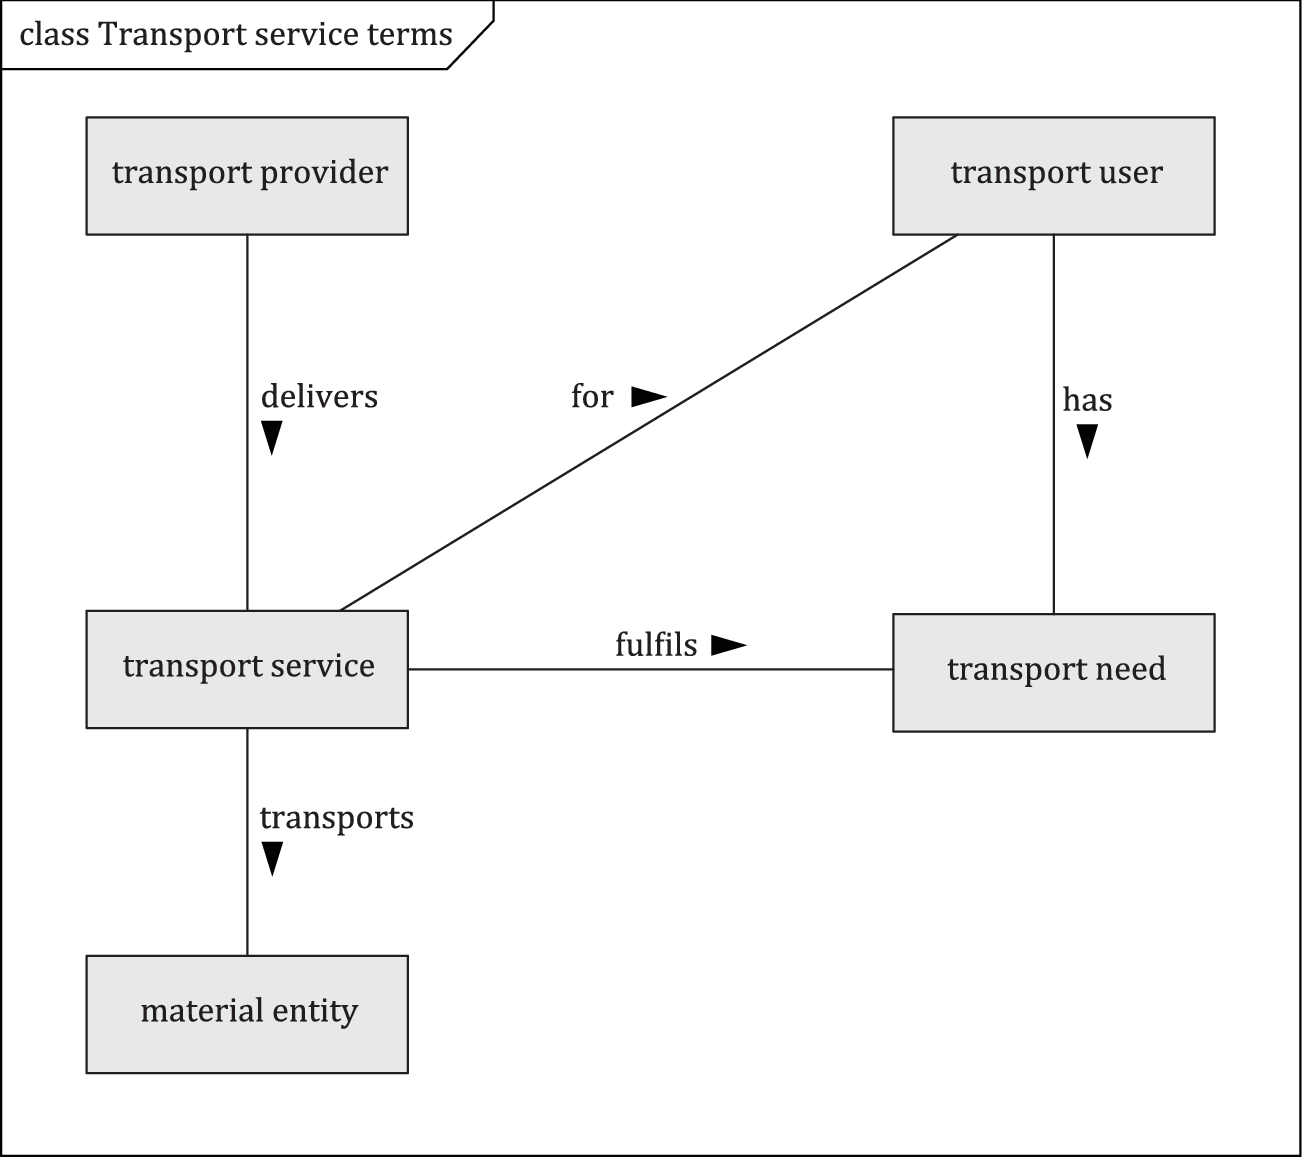 class Transport service terms
transport provider
transport user
delivers
for
has
transport service
fulfils
transport need
transports
material entity